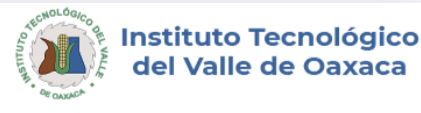 INSTITUTO TECNOLÓGICO DEL VALLE
DE OAXACA
Instituto Tecnológico
del Valle de Oaxaca